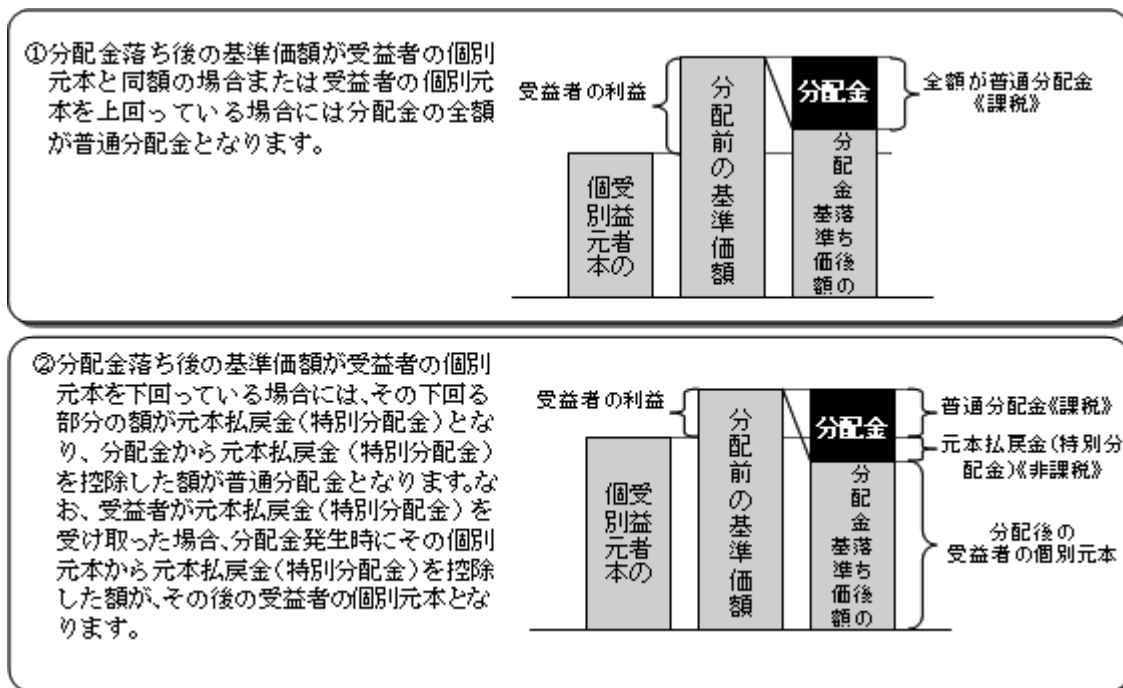 ①分配金落ち後の基準価額が受益者の個別
元本と同額の場合または受益者の個別元
本を上回っている場合には分配金の全額
が普通分配金となります。
受益者の利益
受益者の
個別元本
分配前の基準価額
分配金
分配金落ち後の
基準価額
全額が普通分配金
《課税》
②分配金落ち後の基準価額が受益者の個別
元本を下回っている場合には、その下回る
部分の額が元本払戻金(特別分配金)とな
り、分配金から元本払戻金(特別分配金)
を控除した額が普通分配金となります。な
お、受益者が元本払戻金(特別分配金)を
受け取った場合、分配金発生時にその個別
元本から元本払戻金(特別分配金)を控除
した額が、その後の受益者の個別元本とな
ります。
受益者の利益
受益者の
個別元本
分配前の基準価額
分配金
分配金落ち後の
基準価額
普通分配金《課税》
元本払戻金(特別分
配金)《非課税》
分配後の
受益者の個別元本